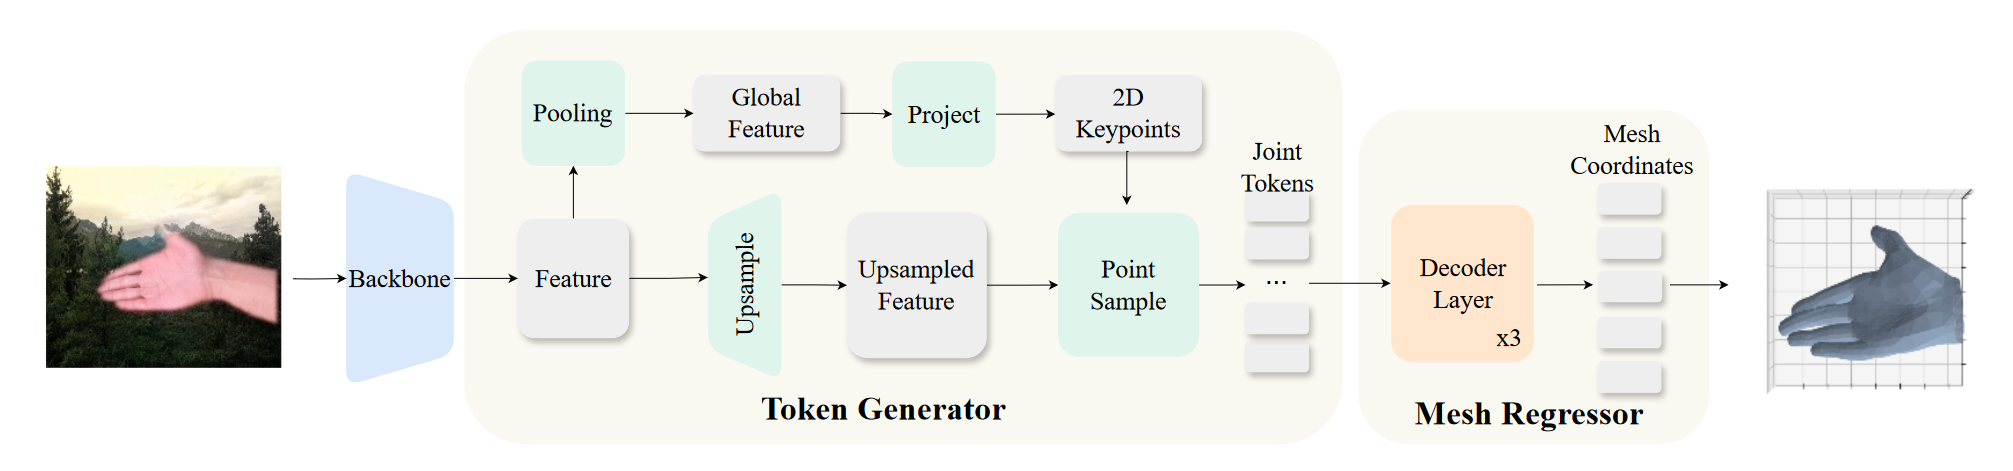 Pooling
Global
Feature
Project
2D
Keypoints
Joint
Tokens
Mesh
Coordinates
Backbone
Feature
Upsample
Upsampled
Feature
Point
Sample
...
Decoder
Layer
x3
Token Generator
Mesh Regressor